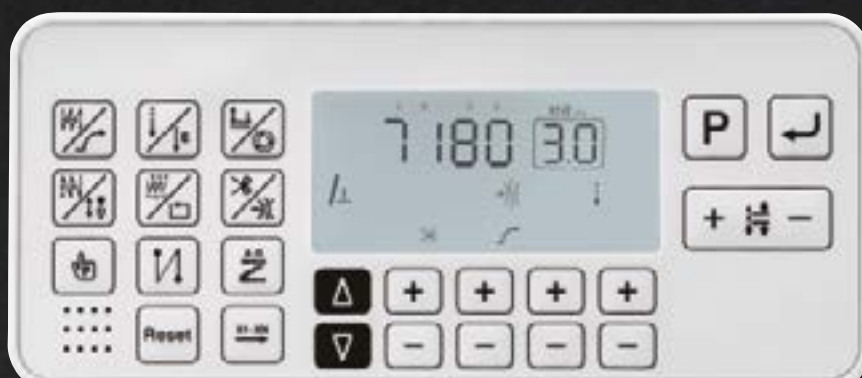 7180 3.0
P
+ −
+ + + +
− − − −
Reset